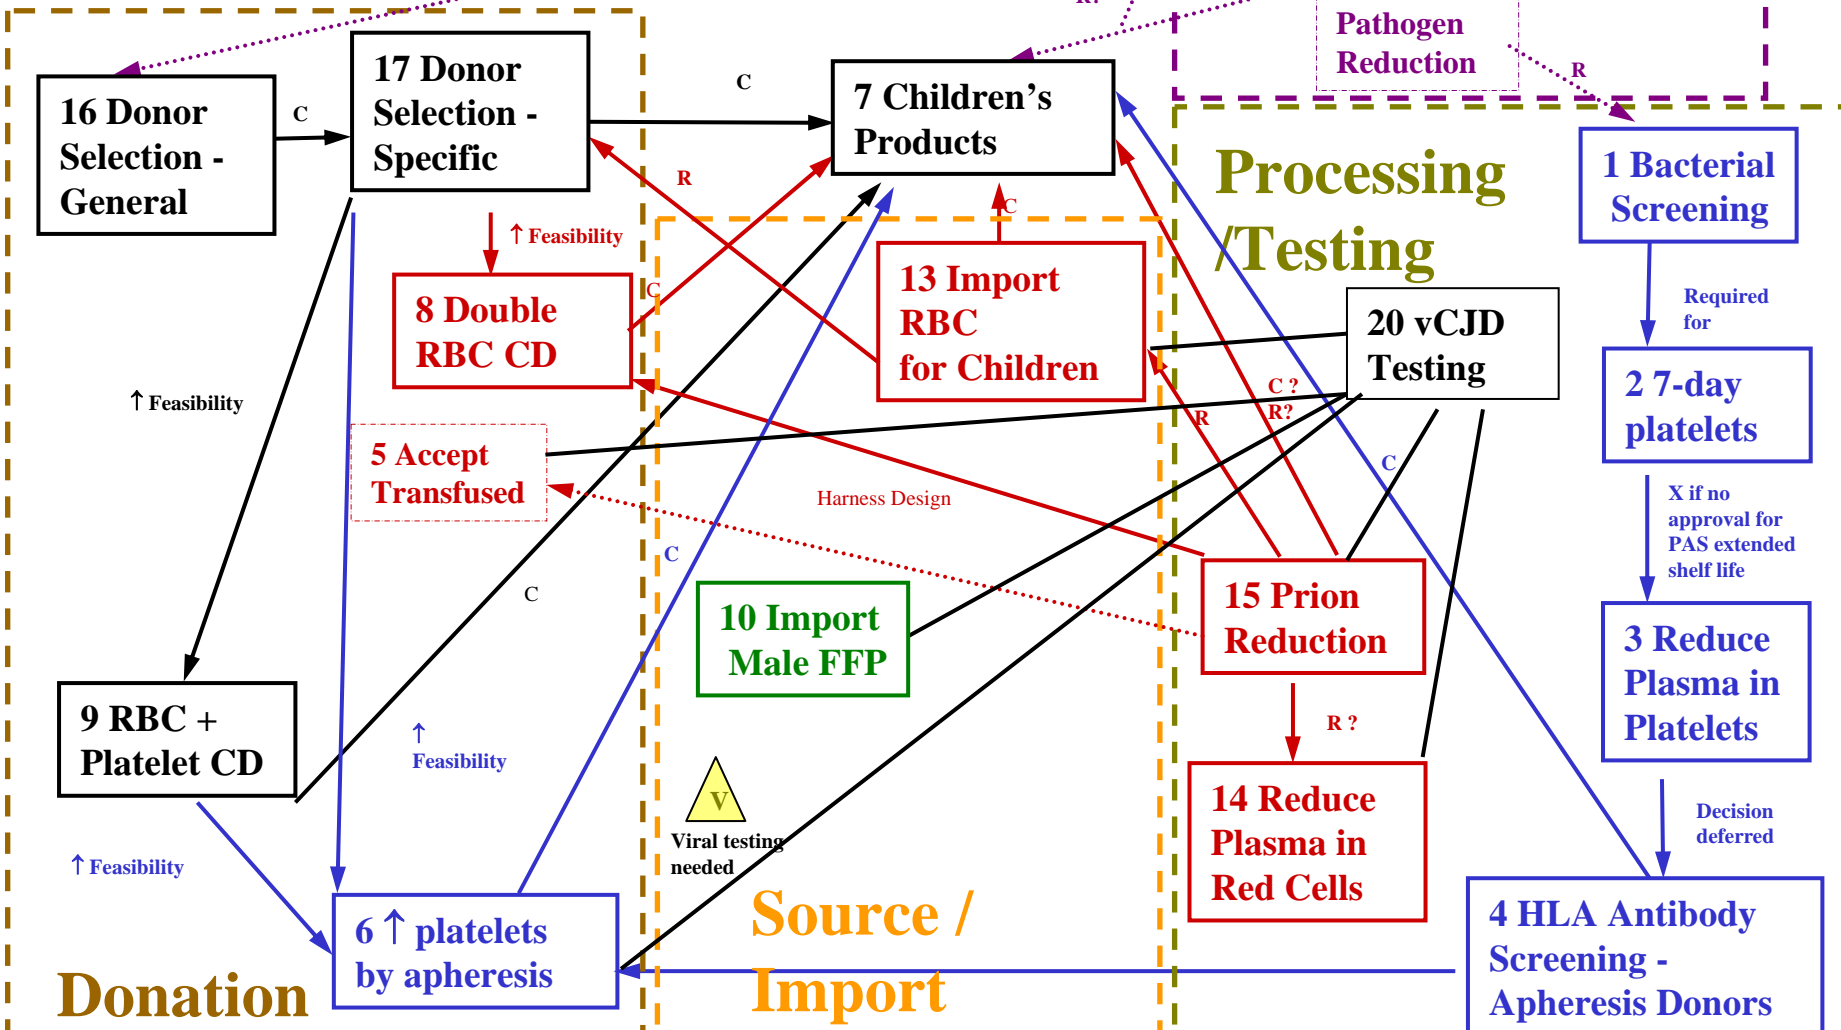 R?
Pathogen
Reduction
R
16 Donor
Selection -
General
C
17 Donor
Selection -
Specific
C
7 Children's
Products
Processing
/Testing
1 Bacterial
Screening
R
↑ Feasibility
C
8 Double
RBC CD
C
13 Import
RBC
for Children
20 vCJD
Testing
Required
for
2 7-day
platelets
↑ Feasibility
C ?
R?
R
5 Accept
Transfused
Harness Design
C
X if no
approval for
PAS extended
shelf life
C
C
10 Import
Male FFP
15 Prion
Reduction
3 Reduce
Plasma in
Platelets
9 RBC +
Platelet CD
↑
Feasibility
R ?
V
Viral testing
needed
14 Reduce
Plasma in
Red Cells
Decision
deferred
↑ Feasibility
6 ↑ platelets
by apheresis
Source /
Import
4 HLA Antibody
Screening -
Apheresis Donors
Donation